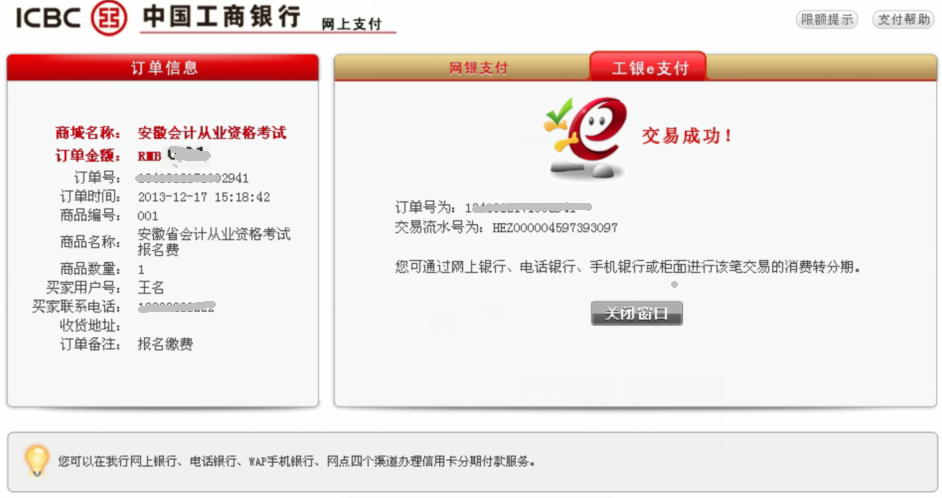 ICBC 中国工商银行 网上支付
限额提示 支付帮助
订单信息
商城名称： 安徽会计从业资格考试
订单金额： RMB
订单号： 2941
订单时间： 2013-12-17 15:18:42
商品编号： 001
商品名称： 安徽省会计从业资格考试
报名费
商品数量： 1
买家用户号： 王名
买家联系电话：
收货地址：
订单备注： 报名缴费
网银支付 工银e支付
交易成功！
订单号为：
交易流水号为：HEZ000004597393097
您可通过网上银行、电话银行、手机银行或柜面进行该笔交易的消费转分期。
关闭窗口
您可以在我行网上银行、电话银行、WAP手机银行、网点四个渠道办理信用卡分期付款服务。